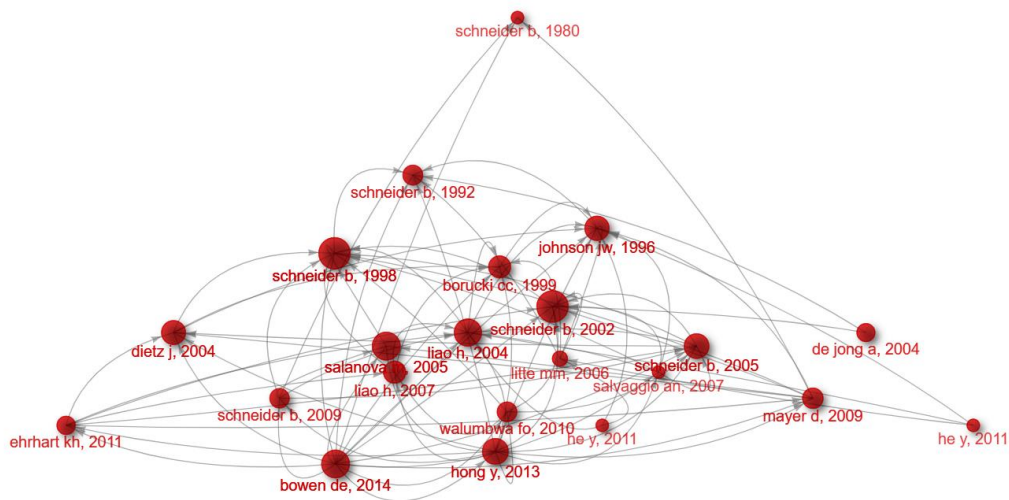 schneider b, 1980
schneider b, 1992
johnson jw, 1996
schneider b, 1998
borucki cc, 1999
schneider b, 2002
dietz j, 2004
liao h, 2004
de jong a, 2004
salanova, 2005
schneider b, 2005
litte mm, 2006
salvaggio an, 2007
liao h, 2007
schneider b, 2009
mayer d, 2009
walumbwa fo, 2010
ehrhart kh, 2011
he y, 2011
he y, 2011
bowen de, 2014
hong y, 2013